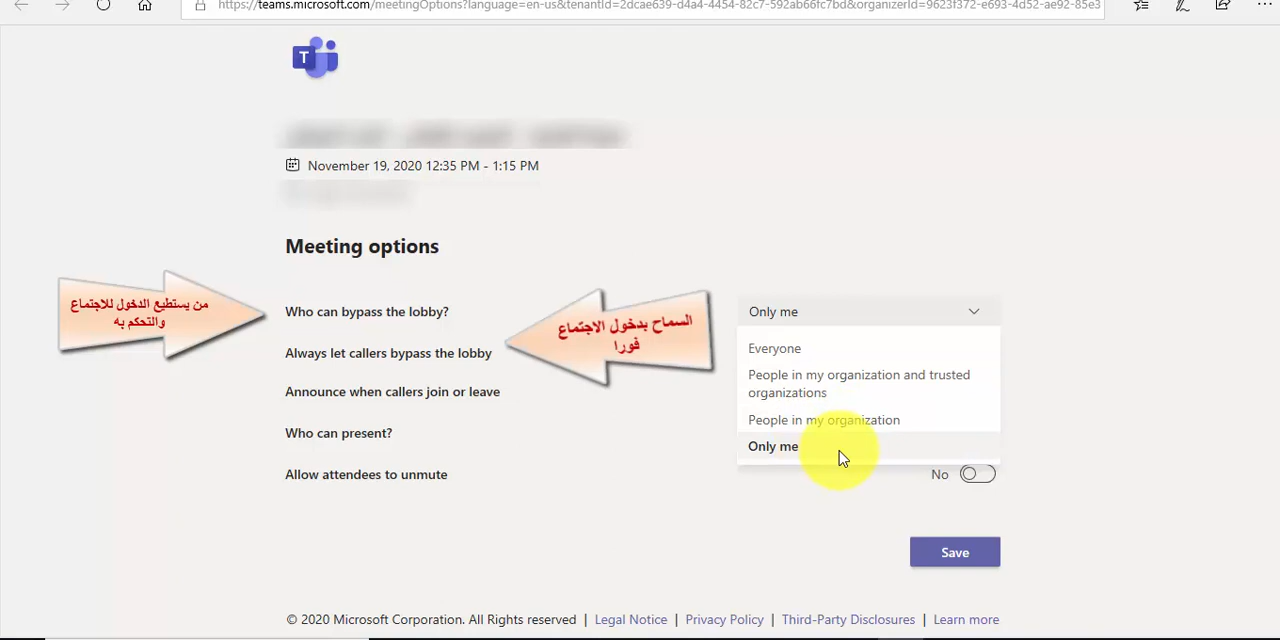 https://teams.microsoft.com/meetingOptions?language=en-us&tenantId=2dcae639-d4a4-4454-82c7-592ab66fc7bd&organizerId=9623f372-e693-4d52-ae92-85e3
T
November 19, 2020 12:35 PM - 1:15 PM
Meeting options
من يستطيع الدخول للاجتماع
والتحكم به
Who can bypass the lobby?
السماح بدخول الاجتماع
فورا
Only me
Always let callers bypass the lobby
Everyone
People in my organization and trusted
organizations
Announce when callers join or leave
People in my organization
Who can present?
Only me
Allow attendees to unmute
No
Save
© 2020 Microsoft Corporation. All Rights reserved | Legal Notice | Privacy Policy | Third-Party Disclosures | Learn more